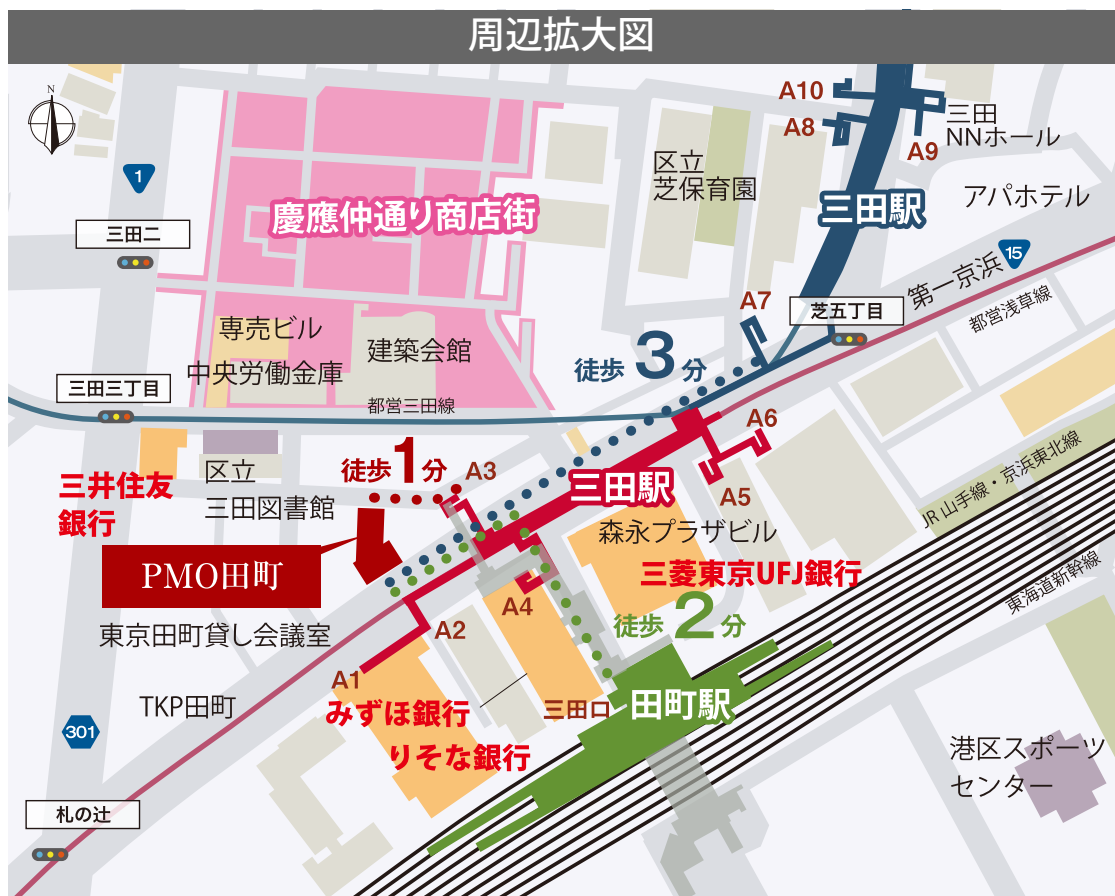 周辺拡大図
N
A10
A8
A9
三田
NNホール
1
区立
芝保育園
アパホテル
三田駅
慶應仲通り商店街
三田二
第一京浜
15
A7
芝五丁目
都営浅草線
専売ビル
建築会館
中央労働金庫
徒歩3分
三田三丁目
都営三田線
A6
徒歩1分
A3
三井住友
銀行
区立
三田図書館
三田駅
A5
JR 山手線・京浜東北線
森永プラザビル
PMO田町
三菱東京UFJ銀行
東海道新幹線
A4
徒歩2分
東京田町貸し会議室
A2
A1
TKP田町
みずほ銀行
三田口
田町駅
301
りそな銀行
港区スポーツ
センター
札の辻